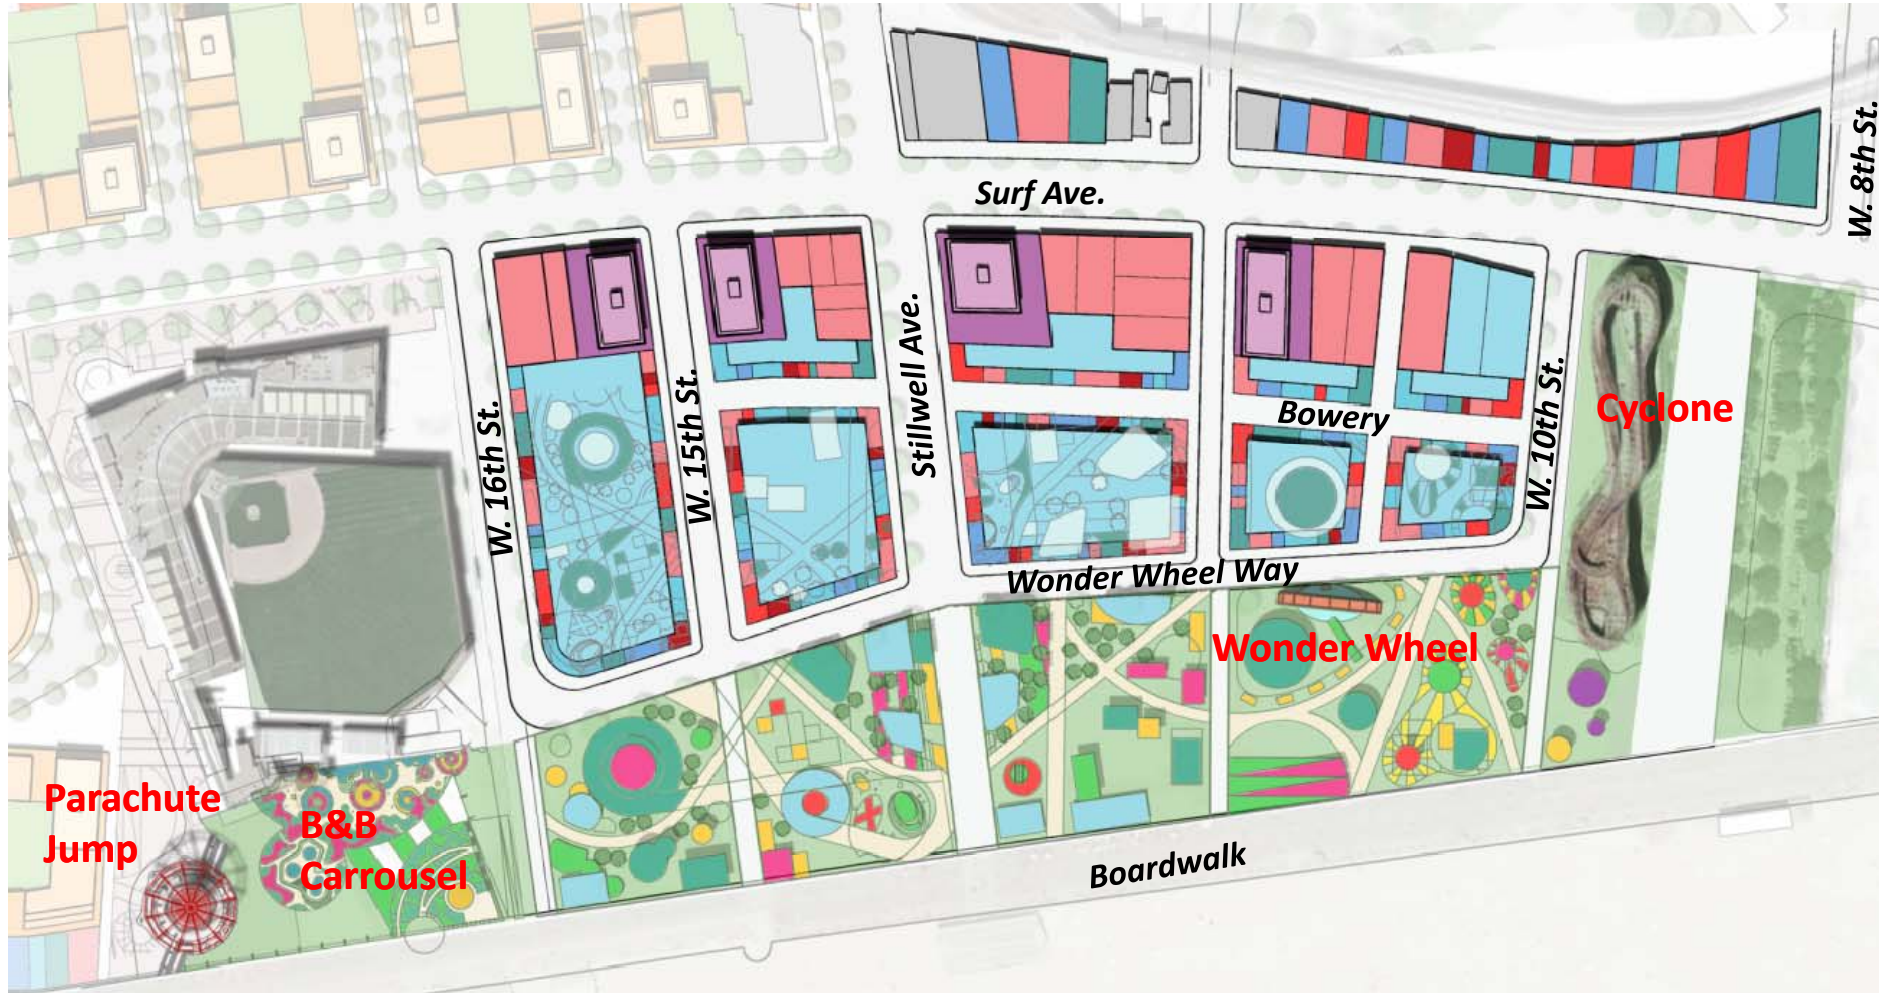 W. 8th St.
Surf Ave.
Stillwell Ave.
W. 16th St.
W. 15th St.
W. 10th St.
Bowery
Cyclone
Wonder Wheel Way
Wonder Wheel
Parachute
Jump
B&B
Carrousel
Boardwalk